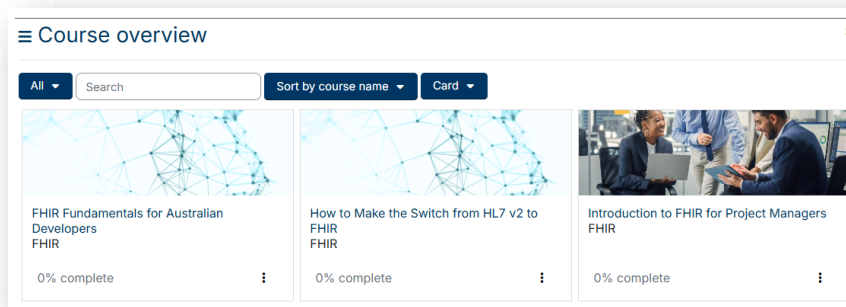 Course overview
All
Search
Sort by course name
Card
FHIR Fundamentals for Australian
Developers
FHIR
0% complete
How to Make the Switch from HL7 v2 to
FHIR
FHIR
0% complete
Introduction to FHIR for Project Managers
FHIR
0% complete